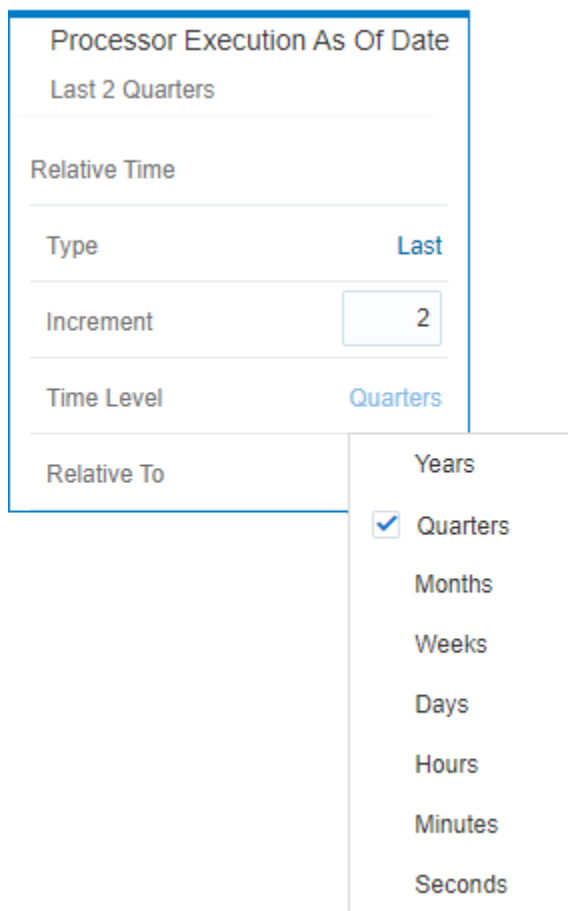 Processor Execution As Of Date
Last 2 Quarters
Relative Time
Type Last
Increment 2
Time Level Quarters
Relative To
Years
Quarters
Months
Weeks
Days
Hours
Minutes
Seconds